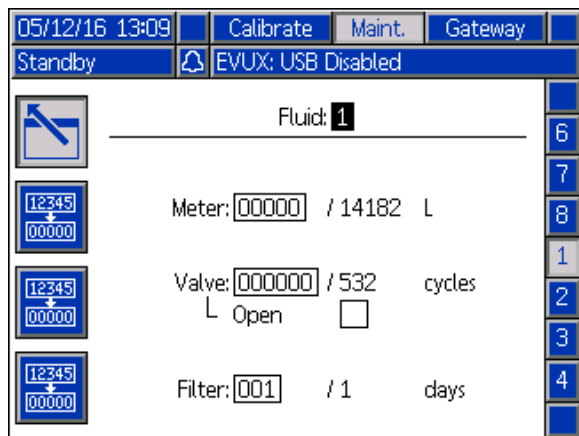 05/12/16 13:09 Calibrate Maint. Gateway
Standby EVUX: USB Disabled
Fluid: 1
6
7
12345
00000
Meter: 00000 / 14182 L
8
1
12345
00000
Valve: 000000 / 532 cycles
2
Open
3
12345
00000
Filter: 001 / 1 days
4